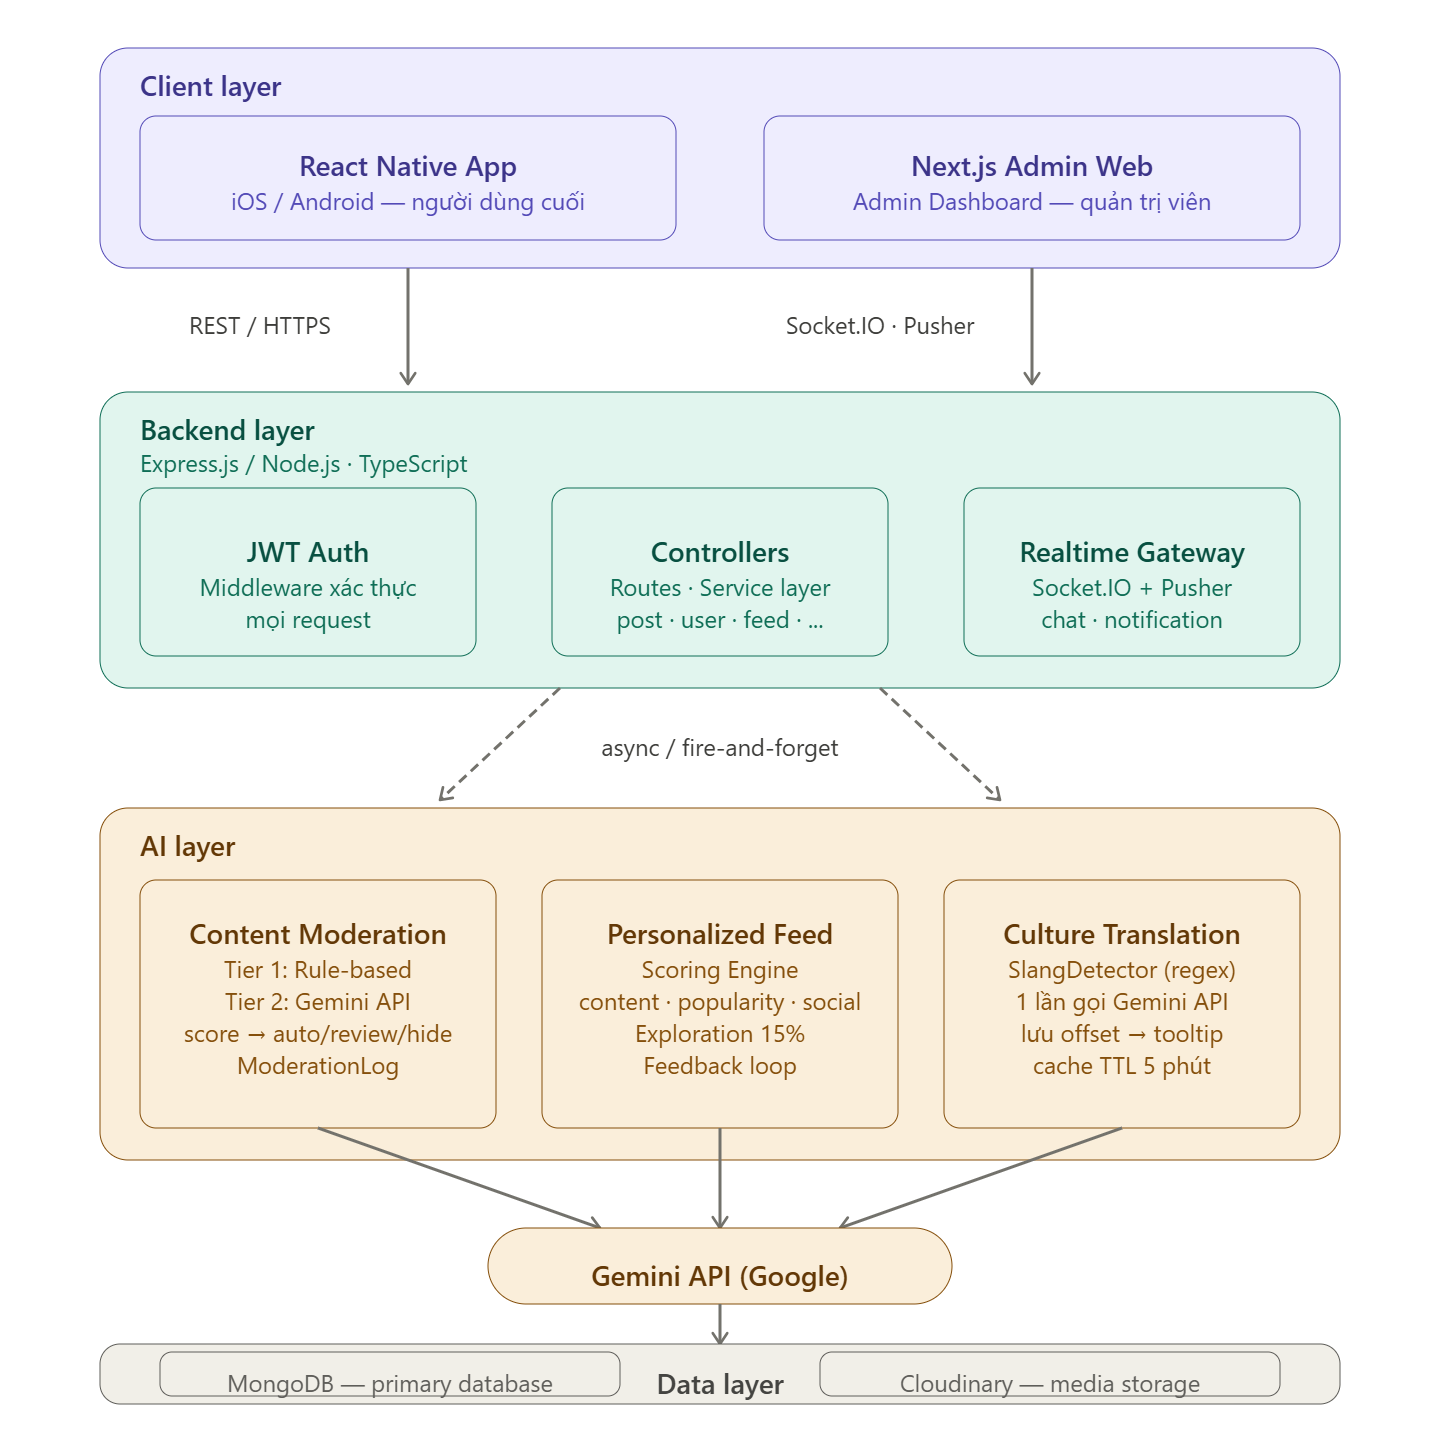 Client layer
React Native App
iOS / Android — người dùng cuối
Next.js Admin Web
Admin Dashboard — quản trị viên
REST / HTTPS
Socket.IO · Pusher
Backend layer
Express.js / Node.js · TypeScript
JWT Auth
Middleware xác thực
mọi request
Controllers
Routes · Service layer
post · user · feed · ...
Realtime Gateway
Socket.IO + Pusher
chat · notification
async / fire-and-forget
AI layer
Content Moderation
Tier 1: Rule-based
Tier 2: Gemini API
score → auto/review/hide
ModerationLog
Personalized Feed
Scoring Engine
content · popularity · social
Exploration 15%
Feedback loop
Culture Translation
SlangDetector (regex)
1 lần gọi Gemini API
lưu offset → tooltip
cache TTL 5 phút
Gemini API (Google)
MongoDB — primary database
Data layer
Cloudinary — media storage